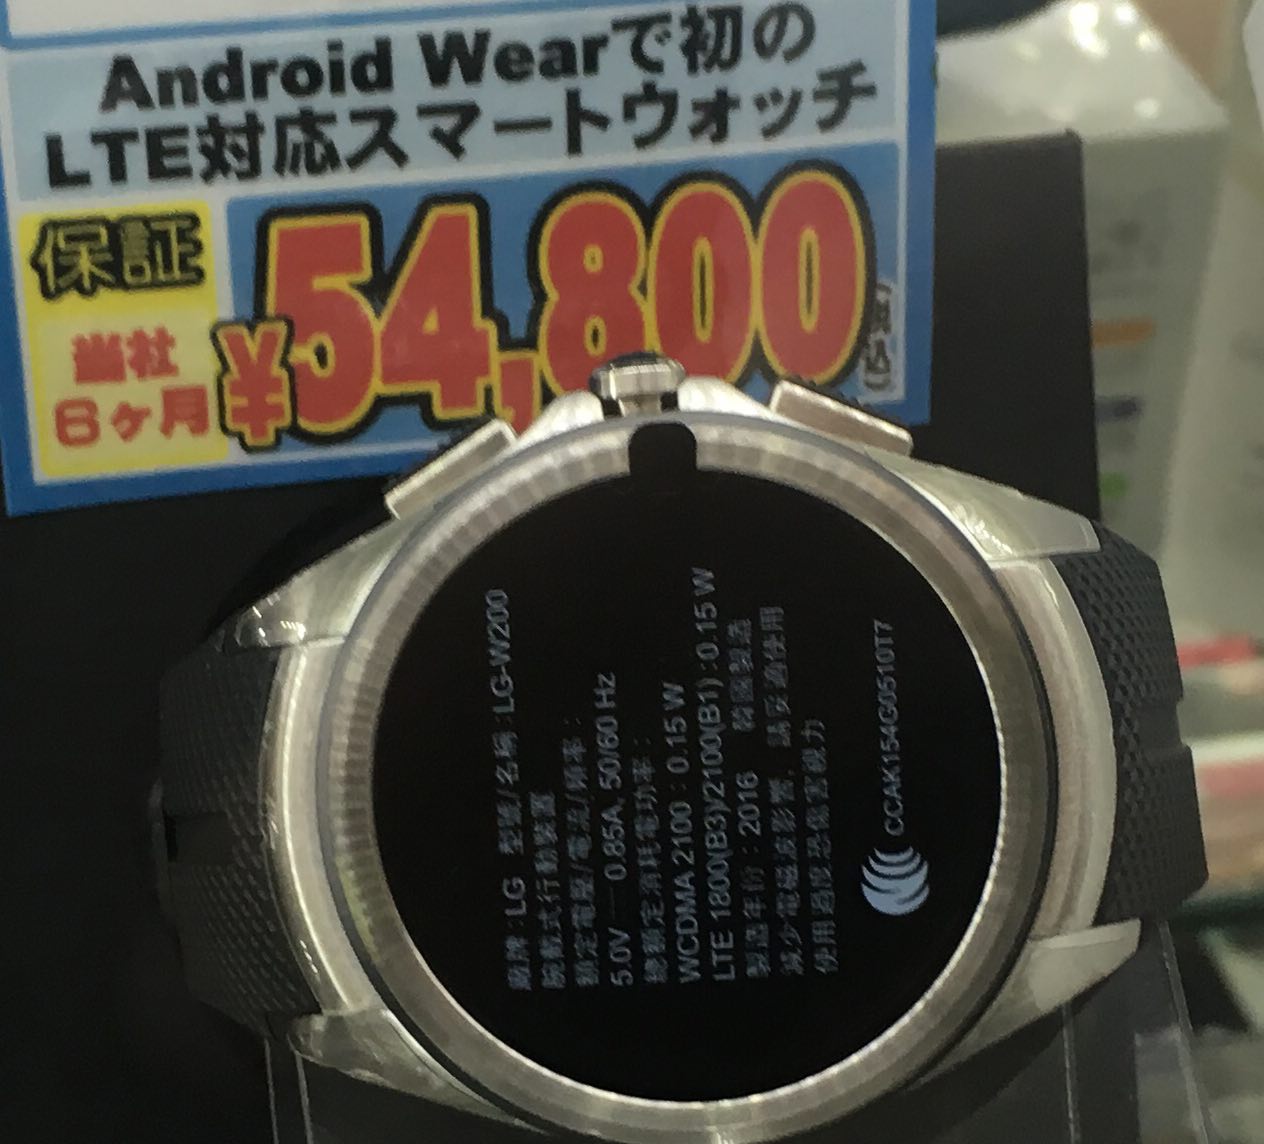 Android Wearで初の
LTE対応スマートウォッチ
保証
当社
6ヶ月
¥54,800
(税込)
廠牌:LG 型號/名稱:LG-W200
腕戴式行動裝置
額定電壓/電流/頻率:
5.0V⎓0.85A, 50/60 Hz
總額定消耗電功率:
WCDMA 2100 : 0.15 W
LTE 1800(B3)/2100(B1) : 0.15 W
製造年份 : 2016 韓國製造
減少電磁波影響，請妥適使用
使用過度恐傷害視力
CCAK154G0510T7